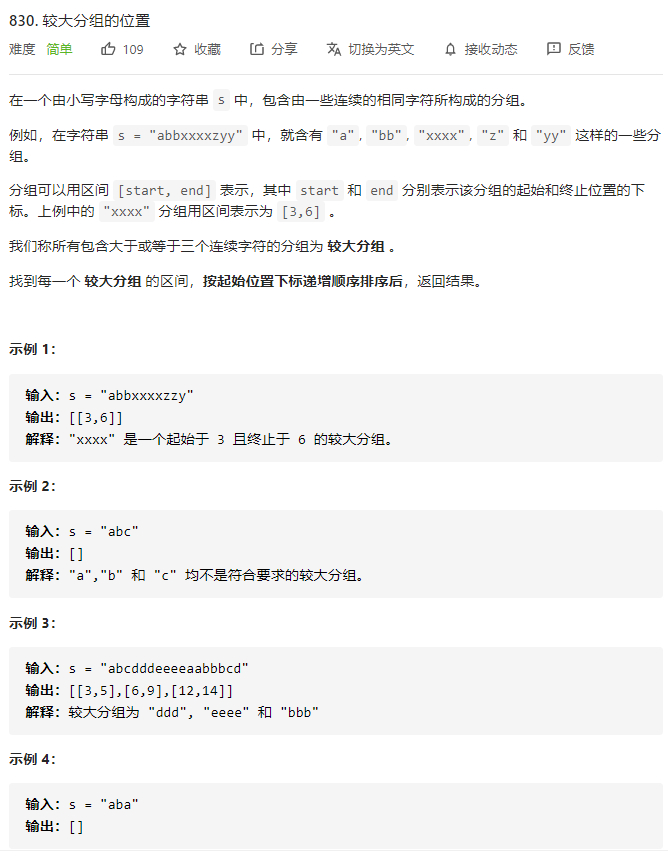 830. 较大分组的位置
难度 简单 109 收藏 分享 切换为英文 接收动态 反馈
在一个由小写字母构成的字符串 s 中，包含由一些连续的相同字符所构成的分组。
例如，在字符串 s = "abbxxxxzyy" 中，就含有 "a", "bb", "xxxx", "z" 和 "yy" 这样的一些分
组。
分组可以用区间 [start, end] 表示，其中 start 和 end 分别表示该分组的起始和终止位置的下
标。上例中的 "xxxx" 分组用区间表示为 [3,6] 。
我们称所有包含大于或等于三个连续字符的分组为 较大分组 。
找到每一个 较大分组 的区间，按起始位置下标递增顺序排序后，返回结果。
示例 1：
输入：s = "abbxxxxzzy"
输出：[[3,6]]
解释："xxxx" 是一个起始于 3 且终止于 6 的较大分组。
示例 2：
输入：s = "abc"
输出：[]
解释："a","b" 和 "c" 均不是符合要求的较大分组。
示例 3：
输入：s = "abcdddeeeeaabbbcd"
输出：[[3,5],[6,9],[12,14]]
解释：较大分组为 "ddd", "eeee" 和 "bbb"
示例 4：
输入：s = "aba"
输出：[]